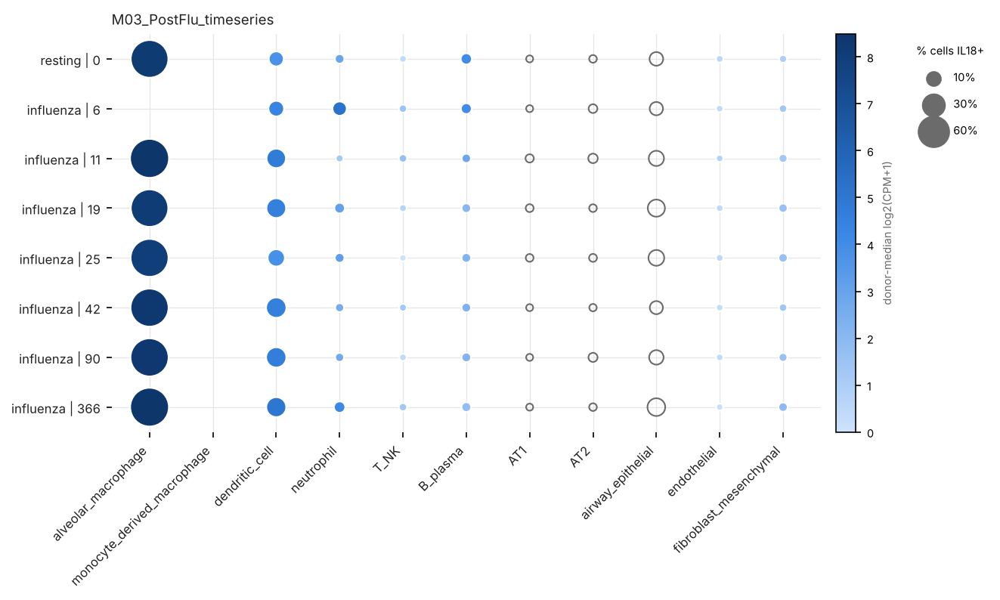 M03_PostFlu_timeseries
resting | 0
influenza | 6
influenza | 11
influenza | 19
influenza | 25
influenza | 42
influenza | 90
influenza | 366
alveolar_macrophage
monocyte_derived_macrophage
dendritic_cell
neutrophil
T_NK
B_plasma
AT1
AT2
airway_epithelial
endothelial
fibroblast_mesenchymal
8
7
6
5
4
3
2
1
0
donor-median log2(CPM+1)
% cells IL18+
10%
30%
60%